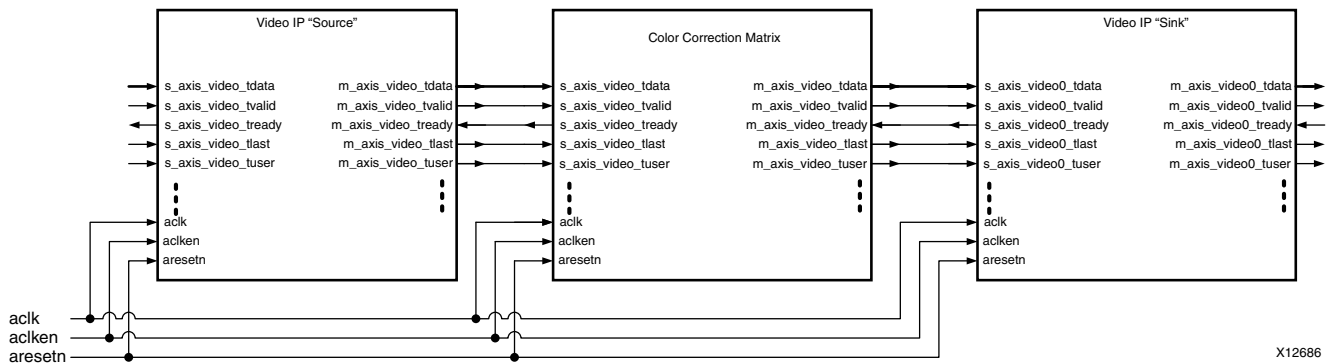 Video IP “Source”
s_axis_video_tdata
s_axis_video_tvalid
s_axis_video_tready
s_axis_video_tlast
s_axis_video_tuser
m_axis_video_tdata
m_axis_video_tvalid
m_axis_video_tready
m_axis_video_tlast
m_axis_video_tuser
aclk
aclken
aresetn
Color Correction Matrix
s_axis_video_tdata
s_axis_video_tvalid
s_axis_video_tready
s_axis_video_tlast
s_axis_video_tuser
m_axis_video_tdata
m_axis_video_tvalid
m_axis_video_tready
m_axis_video_tlast
m_axis_video_tuser
aclk
aclken
aresetn
Video IP “Sink”
s_axis_video0_tdata
s_axis_video0_tvalid
s_axis_video0_tready
s_axis_video0_tlast
s_axis_video0_tuser
m_axis_video0_tdata
m_axis_video0_tvalid
m_axis_video0_tready
m_axis_video0_tlast
m_axis_video0_tuser
aclk
aclken
aresetn
aclk
aclken
aresetn
X12686